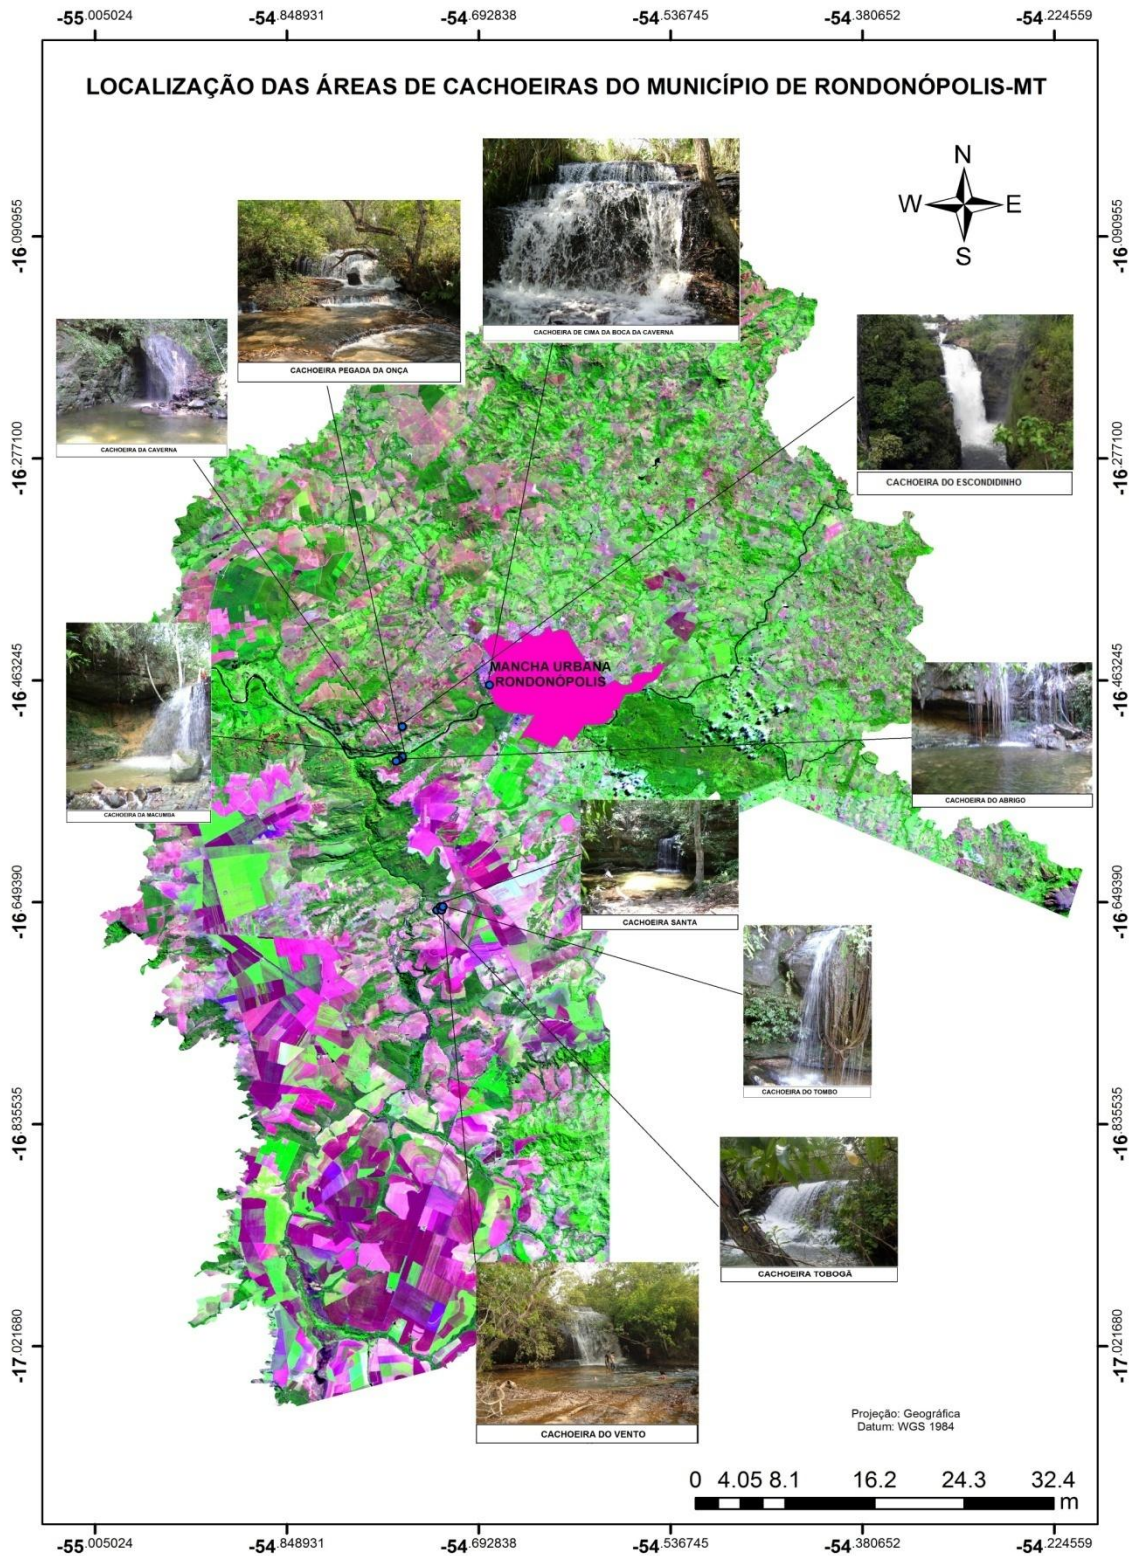 -55.005024 -54.848931 -54.692838 -54.536745 -54.380652 -54.224559
LOCALIZAÇÃO DAS ÁREAS DE CACHOEIRAS DO MUNICÍPIO DE RONDONÓPOLIS-MT
N
W E
S
-16.090955 -16.090955
CACHOEIRA DE CIMA DA BOCA DA CAVERNA
CACHOEIRA PEGADA DA ONÇA
CACHOEIRA DA CAVERNA
-16.277100 -16.277100
CACHOEIRA DO ESCONDIDINHO
MANCHA URBANA
RONDONÓPOLIS
-16.463245 -16.463245
CACHOEIRA DO ABRIGO
CACHOEIRA DA MACUMBA
-16.649390 -16.649390
CACHOEIRA SANTA
CACHOEIRA DO TOMBO
-16.835535 -16.835535
CACHOEIRA TOBOGÃ
-17.021680 -17.021680
CACHOEIRA DO VENTO
Projeção: Geográfica
Datum: WGS 1984
0 4.05 8.1 16.2 24.3 32.4
m
-55.005024 -54.848931 -54.692838 -54.536745 -54.380652 -54.224559